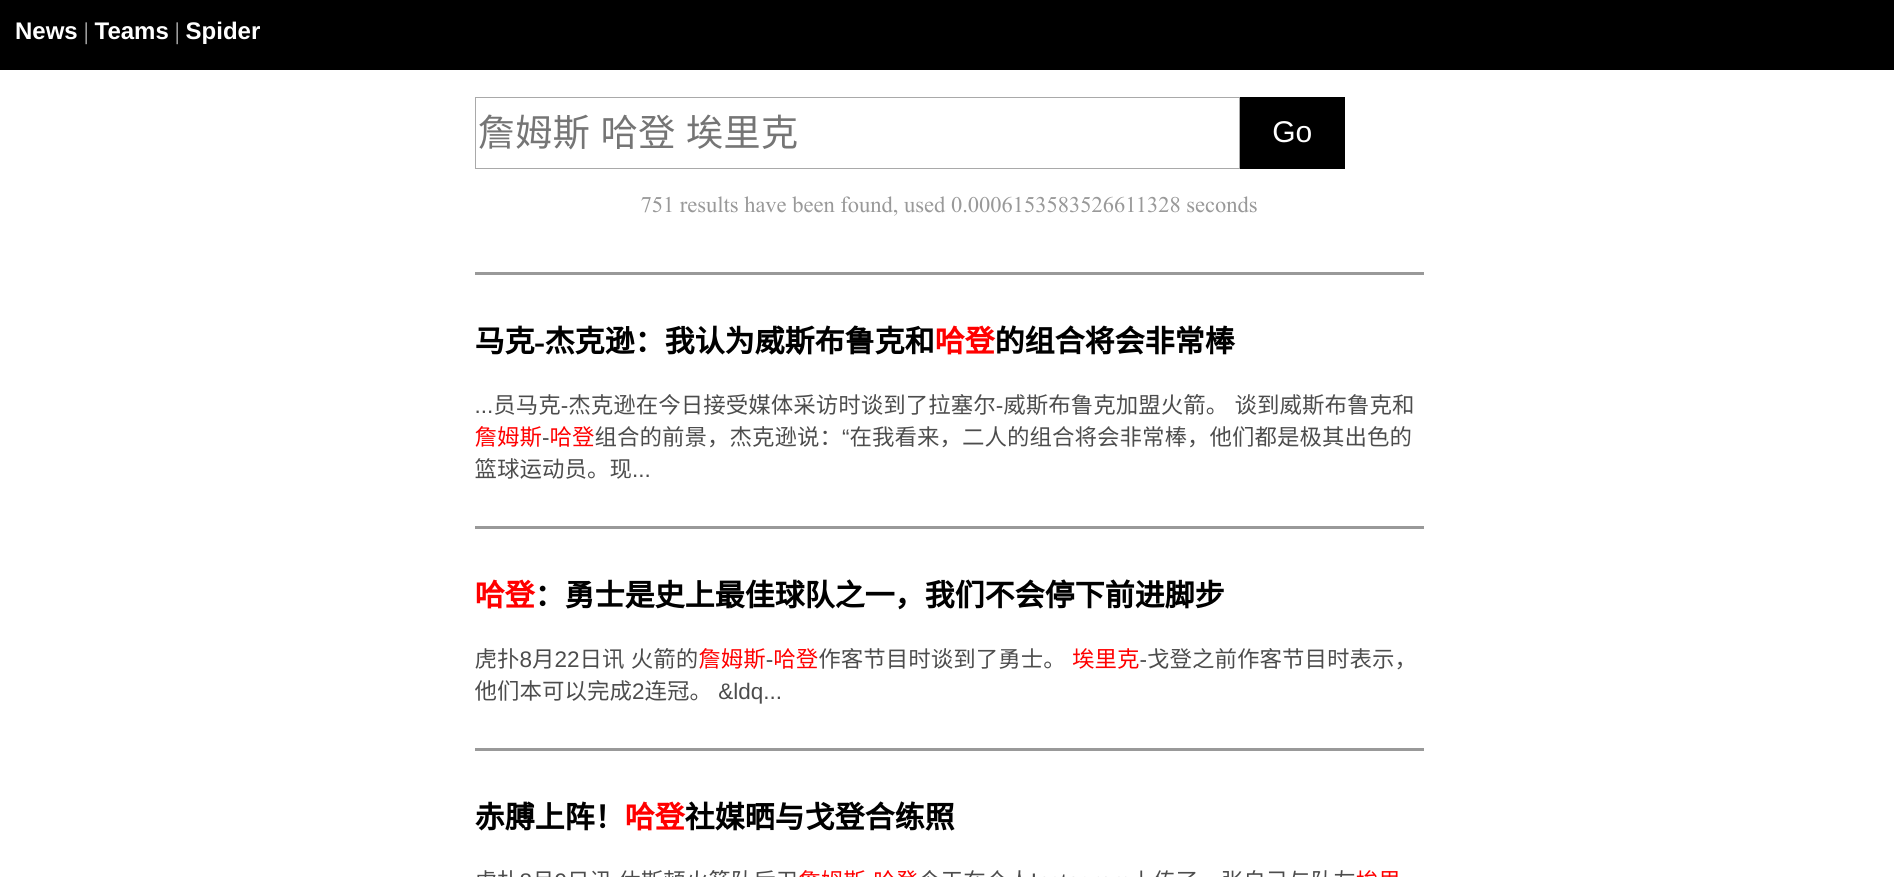 News | Teams | Spider
詹姆斯 哈登 埃里克
Go
751 results have been found, used 0.0006153583526611328 seconds
马克-杰克逊：我认为威斯布鲁克和哈登的组合将会非常棒
...员马克-杰克逊在今日接受媒体采访时谈到了拉塞尔-威斯布鲁克加盟火箭。 谈到威斯布鲁克和
詹姆斯-哈登组合的前景，杰克逊说：“在我看来，二人的组合将会非常棒，他们都是极其出色的
篮球运动员。现...
哈登：勇士是史上最佳球队之一，我们不会停下前进脚步
虎扑8月22日讯 火箭的詹姆斯-哈登作客节目时谈到了勇士。 埃里克-戈登之前作客节目时表示，
他们本可以完成2连冠。 &ldq...
赤膊上阵！哈登社媒晒与戈登合练照